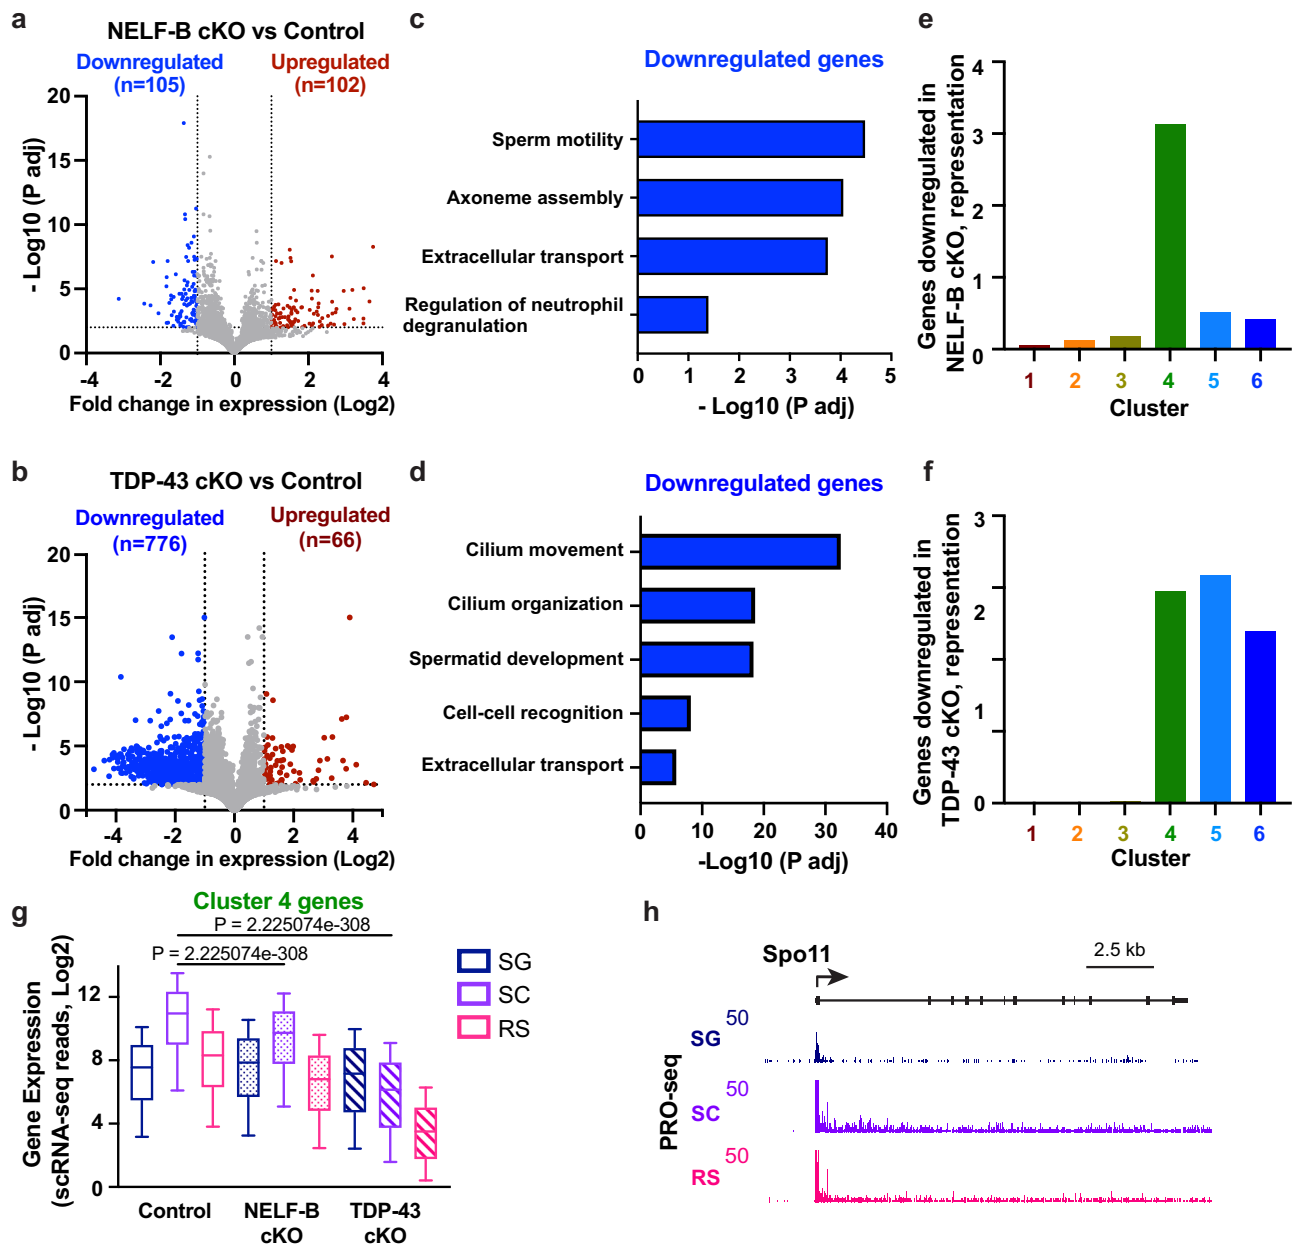 a
NELF-B cKO vs Control
Downregulated
(n=105)
Upregulated
(n=102)
- Log10 (P adj)
20
15
10
5
0
-4
-2
0
2
4
Fold change in expression (Log2)
c
Downregulated genes
Sperm motility
Axoneme assembly
Extracellular transport
Regulation of neutrophil
degranulation
0
1
2
3
4
5
- Log10 (P adj)
e
Genes downregulated in
NELF-B cKO, representation
4
3
2
1
0
1
2
3
4
5
6
Cluster
b
TDP-43 cKO vs Control
Downregulated
(n=776)
Upregulated
(n=66)
- Log10 (P adj)
20
15
10
5
0
-4
-2
0
2
4
Fold change in expression (Log2)
d
Downregulated genes
Cilium movement
Cilium organization
Spermatid development
Cell-cell recognition
Extracellular transport
0
10
20
30
40
-Log10 (P adj)
f
Genes downregulated in
TDP-43 cKO, representation
3
2
1
0
1
2
3
4
5
6
Cluster
g
Cluster 4 genes
P = 2.225074e-308
P = 2.225074e-308
Gene Expression
(scRNA-seq reads, Log2)
12
8
4
0
Control
NELF-B
cKO
TDP-43
cKO
SG
SC
RS
h
Spo11
2.5 kb
PRO-seq
50
SG
50
SC
50
RS